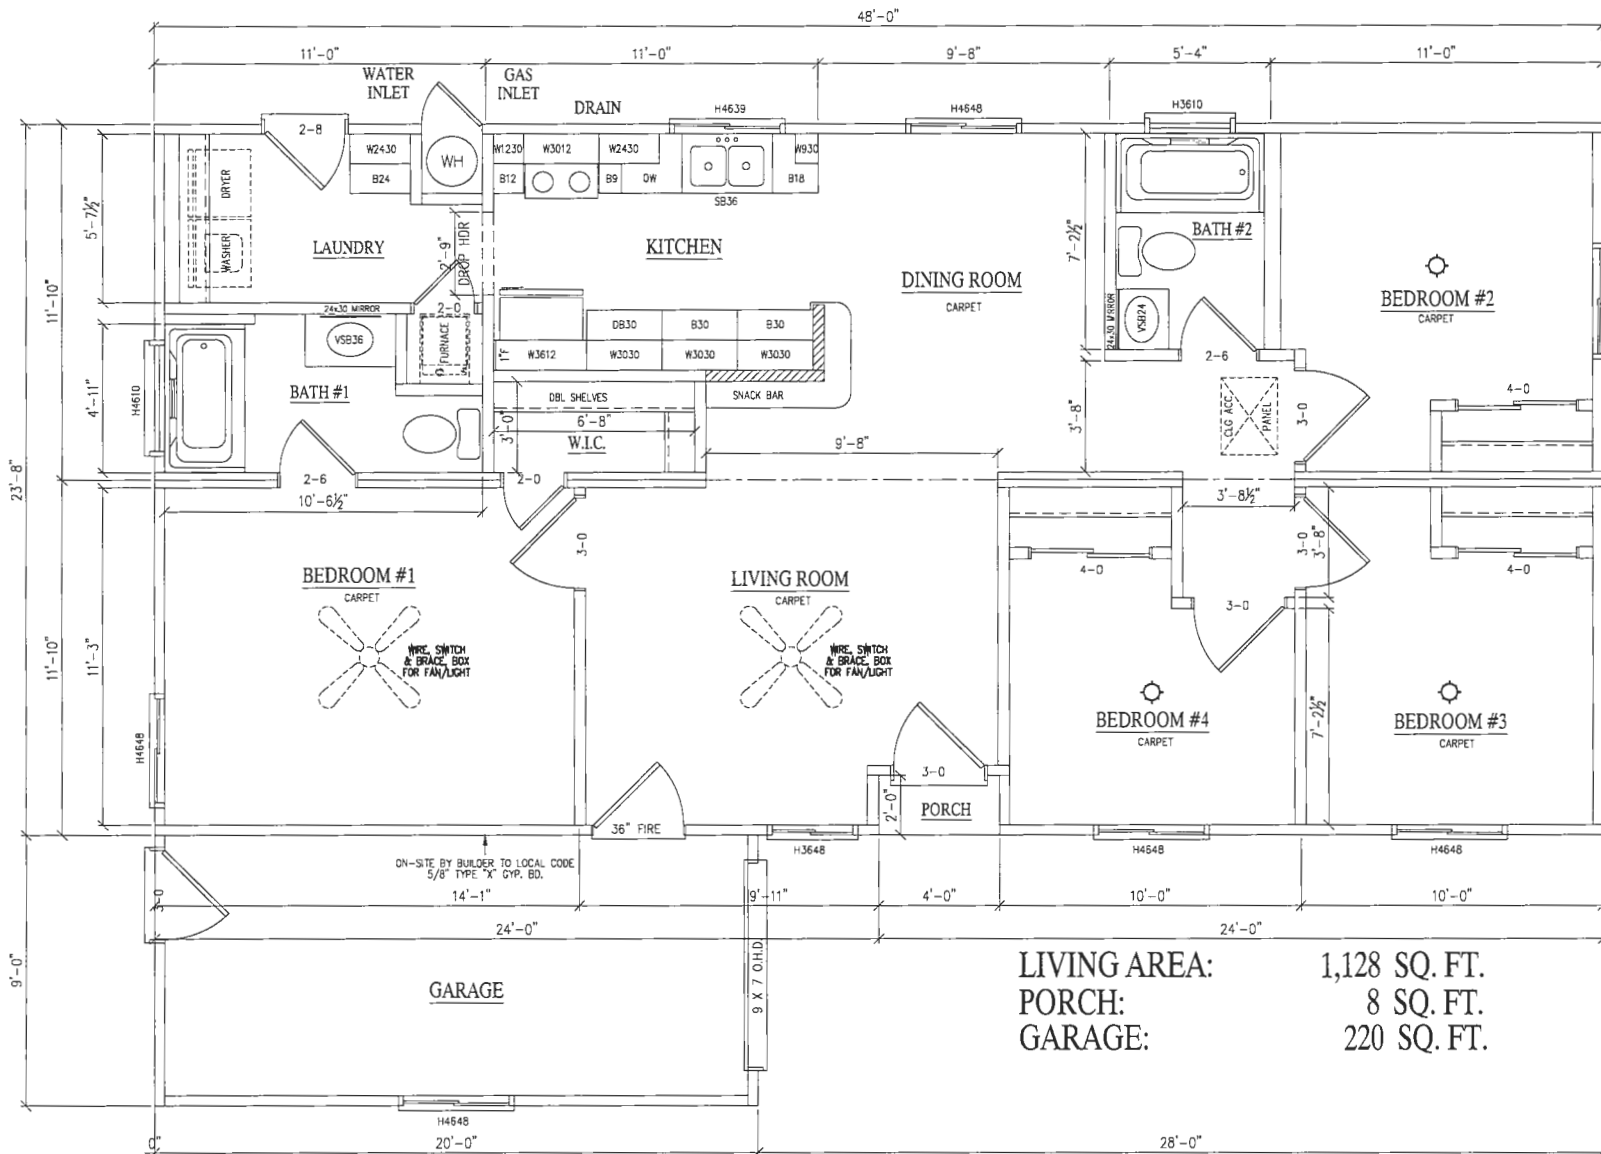 48'-0"
11'-0"
11'-0"
9'-8"
5'-4"
11'-0"
WATER
INLET
GAS
INLET
DRAIN
H4639
H4648
H3610
2-8
W2430
B24
WH
W1230
W3012
W2430
W930
B12
B9
DW
B18
SB36
DRYER
WASHER
5'-7½"
LAUNDRY
2'-9"
DROP HDR
KITCHEN
DINING ROOM
CARPET
7'-2½"
BATH #2
BEDROOM #2
CARPET
11'-10"
24x30 MIRROR
2-0
VSB36
FURNACE
DB30
B30
B30
1"F
W3612
W3030
W3030
W3030
24x30 MIRROR
VSB24
2-6
4'-11"
H4610
BATH #1
DBL SHELVES
SNACK BAR
3'-0"
6'-8"
W.I.C.
9'-8"
3'-8"
CLG ACC
PANEL
3-0
4-0
23'-8"
2-6
2-0
10'-6½"
3'-8½"
3-0
3-0
3'-8"
4-0
4-0
BEDROOM #1
CARPET
LIVING ROOM
CARPET
3-0
11'-10"
11'-3"
WIRE, SWITCH
& BRACE, BOX
FOR FAN/LIGHT
WIRE, SWITCH
& BRACE, BOX
FOR FAN/LIGHT
7'-2½"
BEDROOM #4
CARPET
BEDROOM #3
CARPET
H4648
3-0
2'-0"
PORCH
36" FIRE
H3648
H4648
H4648
ON-SITE BY BUILDER TO LOCAL CODE
5/8" TYPE "X" GYP. BD.
3-0
14'-1"
9'-11"
4'-0"
10'-0"
10'-0"
24'-0"
24'-0"
9'-0"
9 X 7 O.H.D.
GARAGE
LIVING AREA: 1,128 SQ. FT.
PORCH: 8 SQ. FT.
GARAGE: 220 SQ. FT.
H4648
0"
20'-0"
28'-0"